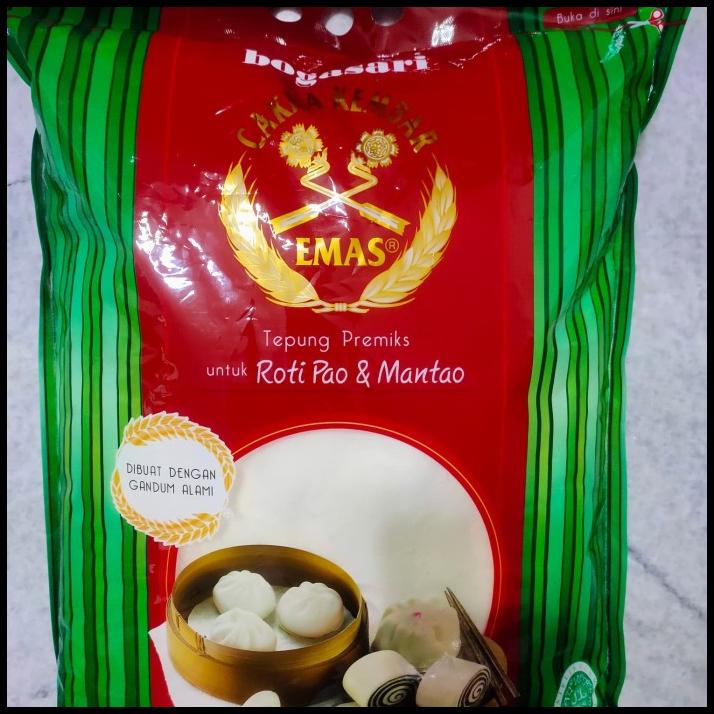 Buka di sini
bogasari
CAKRA KEMBAR
EMAS®
Tepung Premiks
untuk Roti Pao & Mantao
DIBUAT DENGAN
GANDUM ALAMI